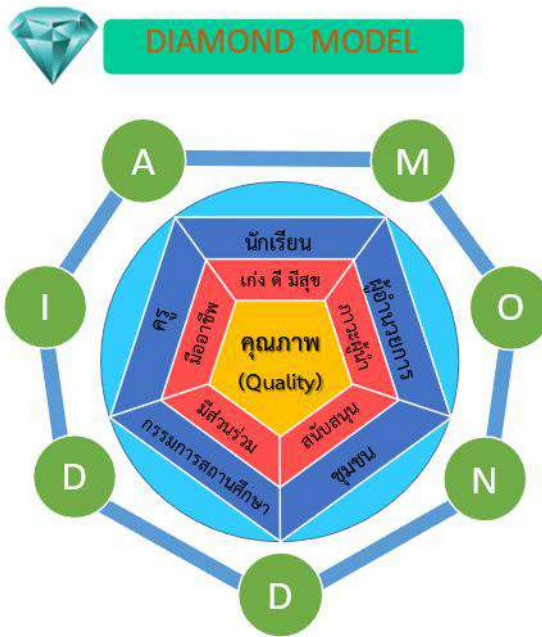 DIAMOND MODEL
A
M
I
O
D
N
D
นักเรียน
เก่ง ดี มีสุข
ครู
มืออาชีพ
ผู้อำนวยการ
ภาวะผู้นำ
คุณภาพ
(Quality)
มีส่วนร่วม
สนับสนุน
กรรมการสถานศึกษา
ชุมชน